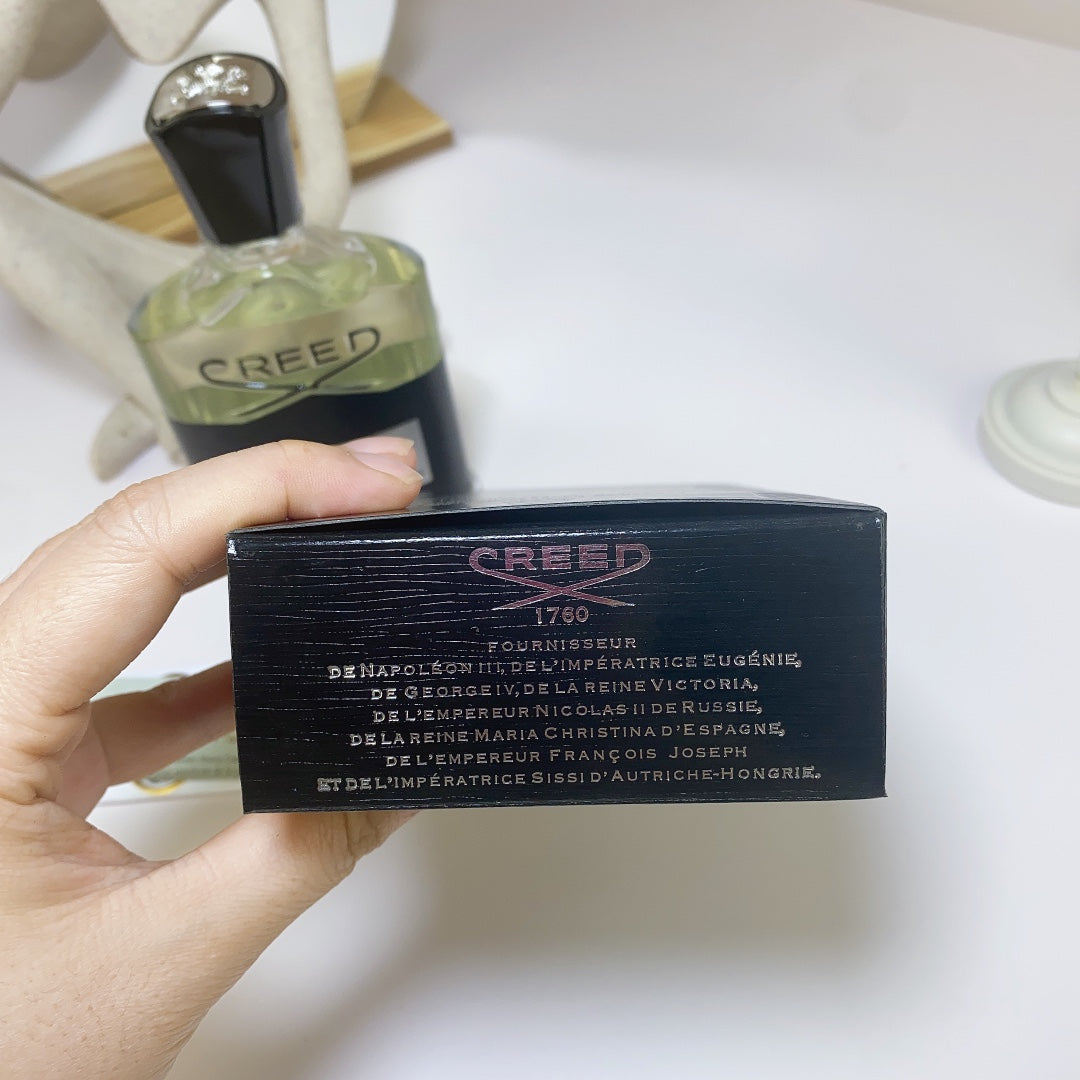 CREED
CREED
1760
FOURNISSEUR
DE NAPOLÉON III, DE L'IMPÉRATRICE EUGÉNIE,
DE GEORGE IV, DE LA REINE VICTORIA,
DE L'EMPEREUR NICOLAS II DE RUSSIE,
DE LA REINE MARIA CHRISTINA D'ESPAGNE,
DE L'EMPEREUR FRANÇOIS JOSEPH
ET DE L'IMPÉRATRICE SISSI D'AUTRICHE-HONGRIE.